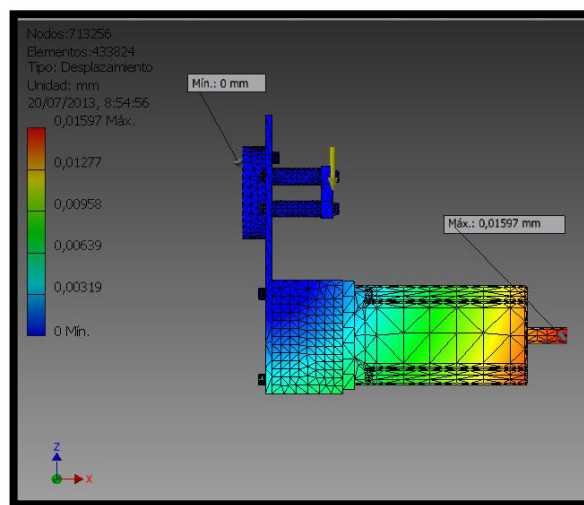 Nodos:713256
Elementos:433824
Tipo: Desplazamiento
Unidad: mm
20/07/2013, 8:54:56
0,01597 Máx.
0,01277
0,00958
0,00639
0,00319
0 Mín.
Mín.: 0 mm
Máx.: 0,01597 mm
Z
X